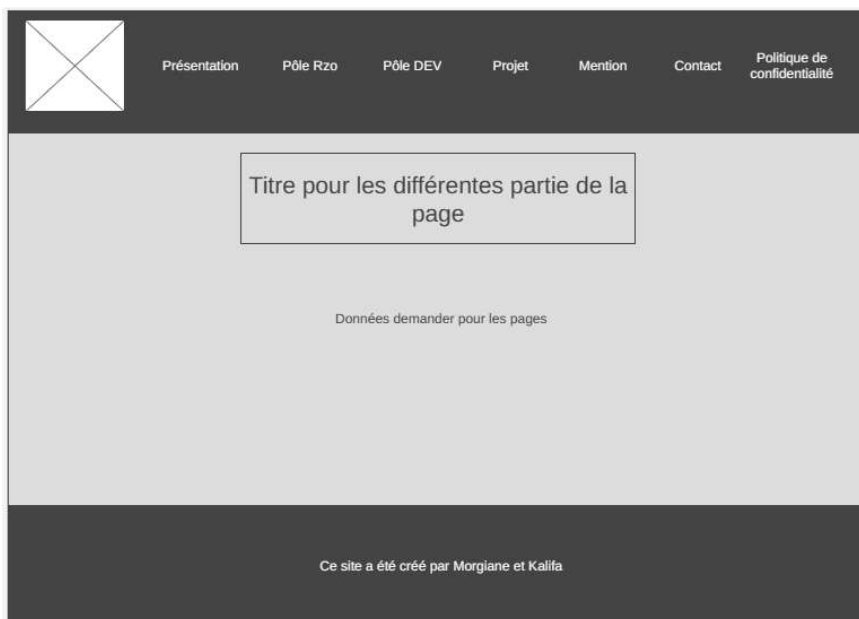 Présentation
Pôle Rzo
Pôle DEV
Projet
Mention
Contact
Politique de
confidentialité
Titre pour les différentes partie de la
page
Données demander pour les pages
Ce site a été créé par Morgiane et Kalifa